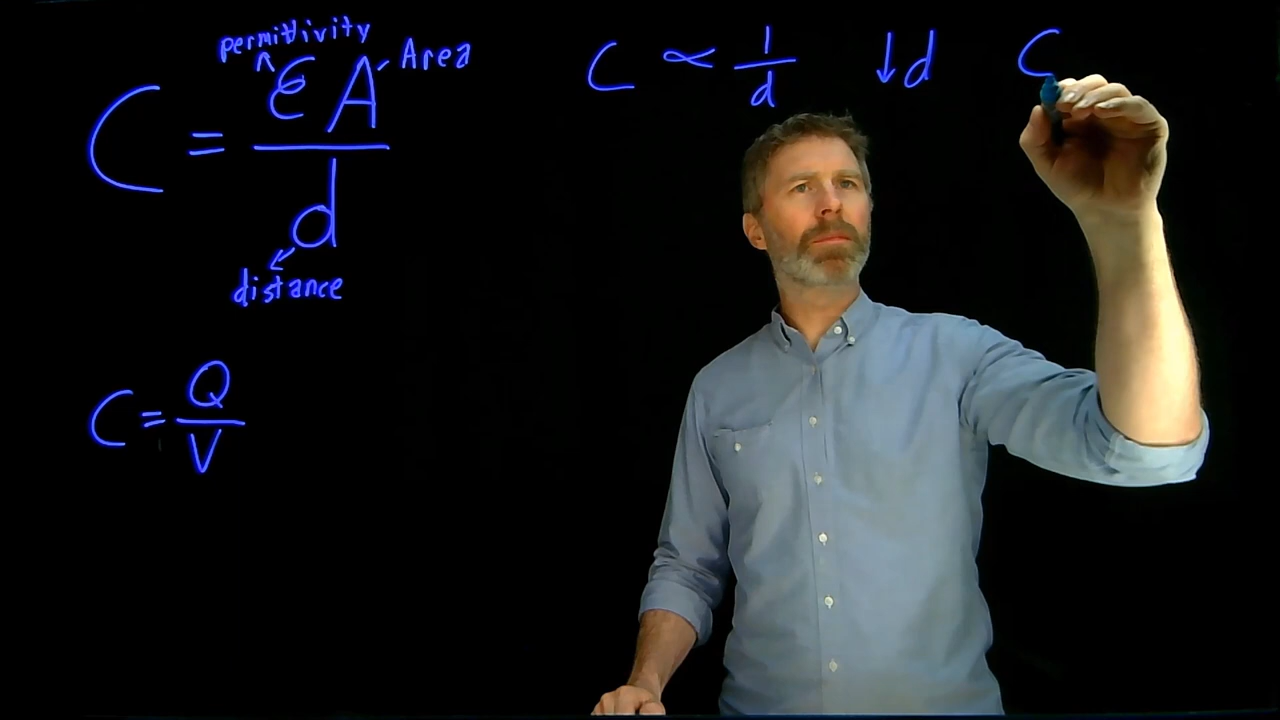 C = εA / d
permittivity
Area
distance
C = Q / V
C ∝ 1 / d ↓ d C